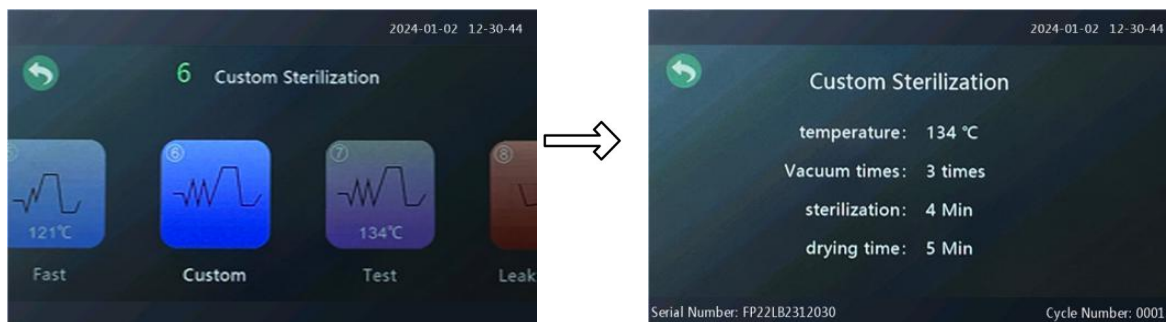 2024-01-02 12-30-44
6 Custom Sterilization
⑥
⑦
⑧
121℃
134℃
Fast
Custom
Test
Leak
2024-01-02 12-30-44
Custom Sterilization
temperature: 134 ℃
Vacuum times: 3 times
sterilization: 4 Min
drying time: 5 Min
Serial Number: FP22LB2312030
Cycle Number: 0001